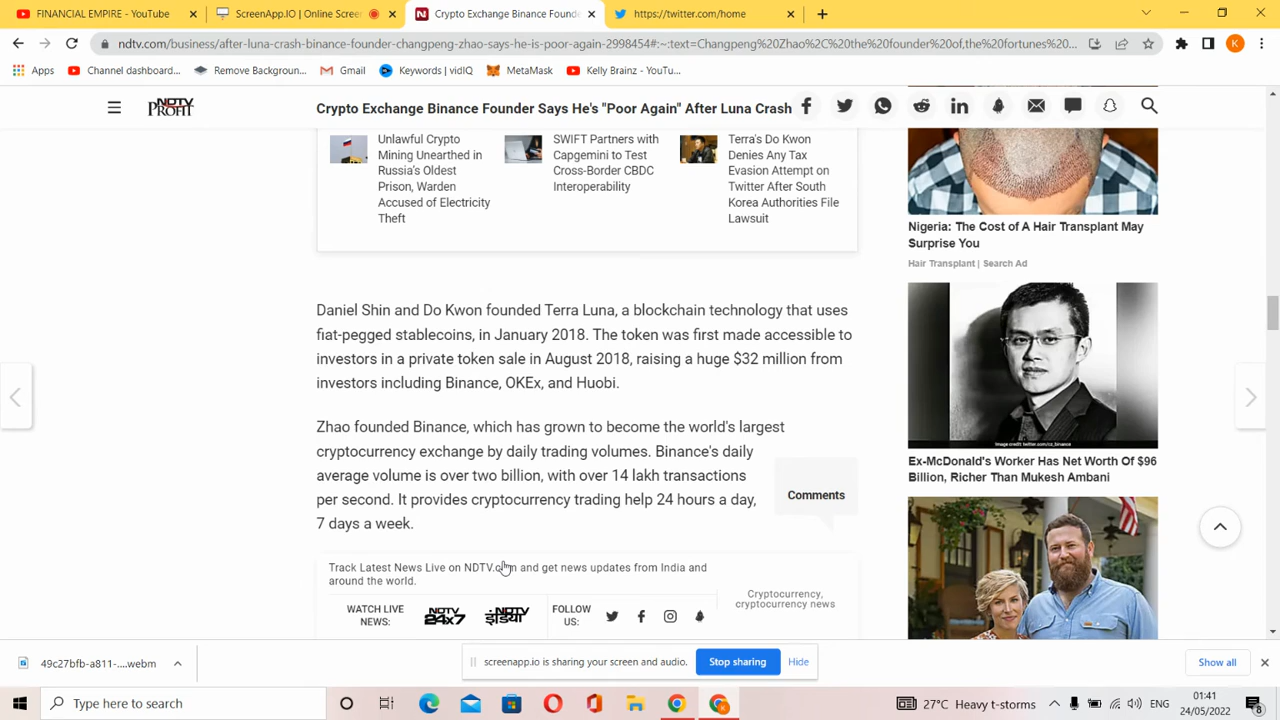 FINANCIAL EMPIRE - YouTube
ScreenApp.IO | Online Scree
Crypto Exchange Binance Founde
https://twitter.com/home
ndtv.com/business/after-luna-crash-binance-founder-changpeng-zhao-says-he-is-poor-again-2998454#:~:text=Changpeng%20Zhao%2C%20the%20founder%20of,the%20fortunes%20...
K
Apps
Channel dashboard...
Remove Backgroun...
Gmail
Keywords | vidIQ
MetaMask
Kelly Brainz - YouTu...
NDTV
PROFIT
Crypto Exchange Binance Founder Says He's "Poor Again" After Luna Crash
Unlawful Crypto
Mining Unearthed in
Russia's Oldest
Prison, Warden
Accused of Electricity
Theft
SWIFT Partners with
Capgemini to Test
Cross-Border CBDC
Interoperability
Terra's Do Kwon
Denies Any Tax
Evasion Attempt on
Twitter After South
Korea Authorities File
Lawsuit
Daniel Shin and Do Kwon founded Terra Luna, a blockchain technology that uses
fiat-pegged stablecoins, in January 2018. The token was first made accessible to
investors in a private token sale in August 2018, raising a huge $32 million from
investors including Binance, OKEx, and Huobi.
Zhao founded Binance, which has grown to become the world's largest
cryptocurrency exchange by daily trading volumes. Binance's daily
average volume is over two billion, with over 14 lakh transactions
per second. It provides cryptocurrency trading help 24 hours a day,
7 days a week.
Comments
Track Latest News Live on NDTV.com and get news updates from India and
around the world.
WATCH LIVE
NEWS:
NDTV
24x7
NDTV
इंडिया
FOLLOW
US:
Cryptocurrency,
cryptocurrency news
Nigeria: The Cost of A Hair Transplant May
Surprise You
Hair Transplant | Search Ad
Image credit: twitter.com/cz_binance
Ex-McDonald's Worker Has Net Worth Of $96
Billion, Richer Than Mukesh Ambani
49c27bfb-a811-....webm
screenapp.io is sharing your screen and audio.
Stop sharing
Hide
Show all
Type here to search
K
27°C Heavy t-storms
ENG
01:41
24/05/2022
8